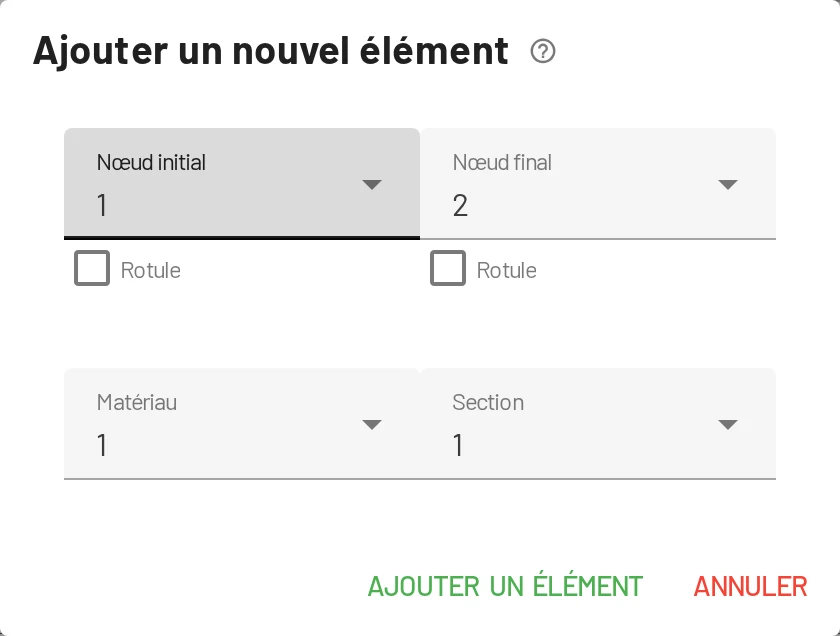 Ajouter un nouvel élément ?
Nœud initial Nœud final
1 2
Rotule Rotule
Matériau Section
1 1
AJOUTER UN ÉLÉMENT ANNULER